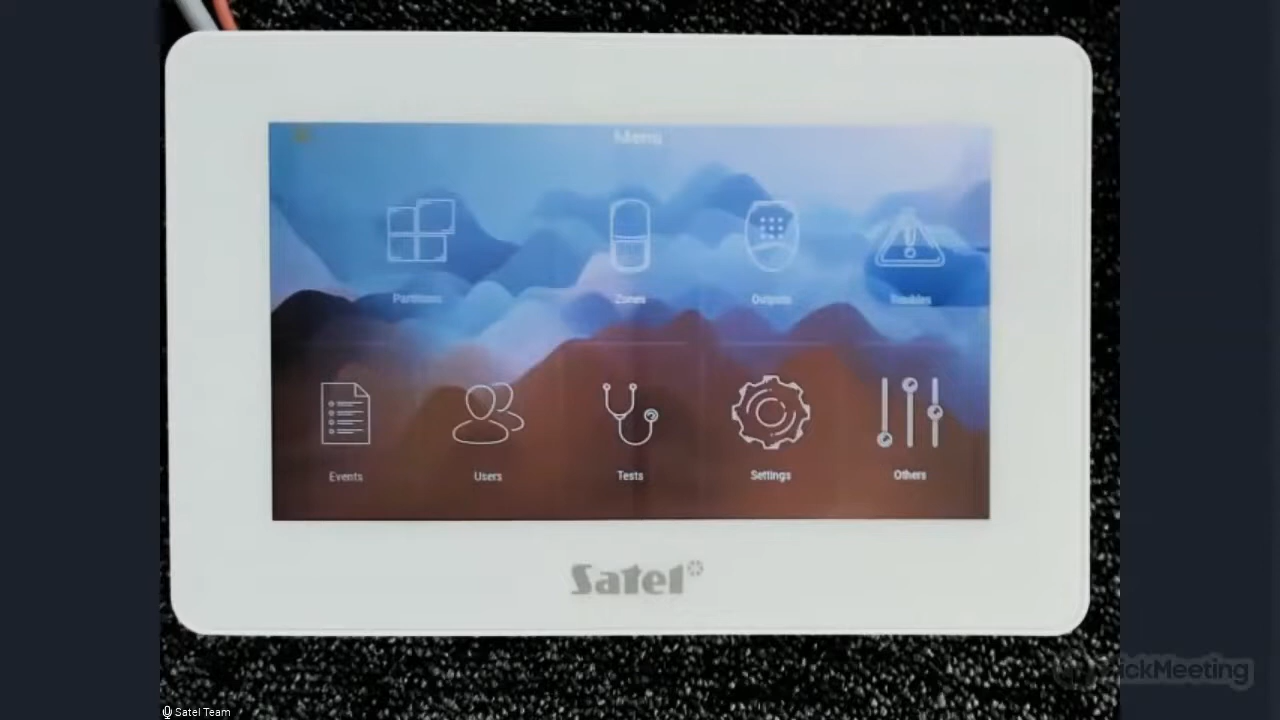 Menu
Partitions
Zones
Outputs
Troubles
Events
Users
Tests
Settings
Others
Satel
ClickMeeting
Satel Team